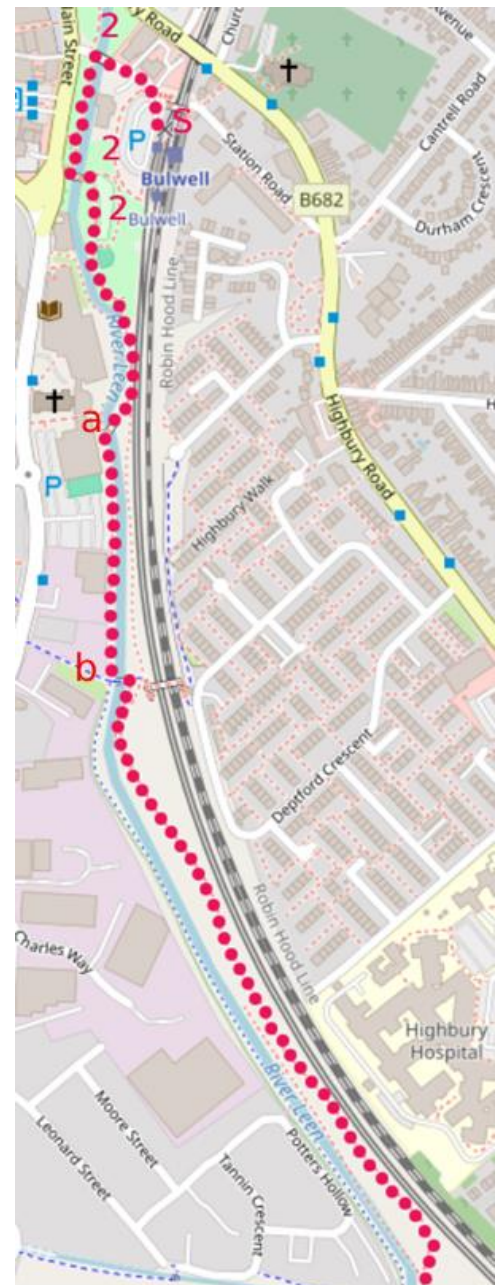 2
Main Street
ry Road
Church
Avenue
Cantrell Road
Durham Crescent
P
S
Station Road
2
Bulwell
2
Bulwell
B682
Robin Hood Line
River Leen
a
Highbury Road
H
P
Highbury Walk
b
Deptford Crescent
Robin Hood Line
Charles Way
Highbury
Hospital
River Leen
Moore Street
Leonard Street
Potters Hollow
Tannin
Crescent